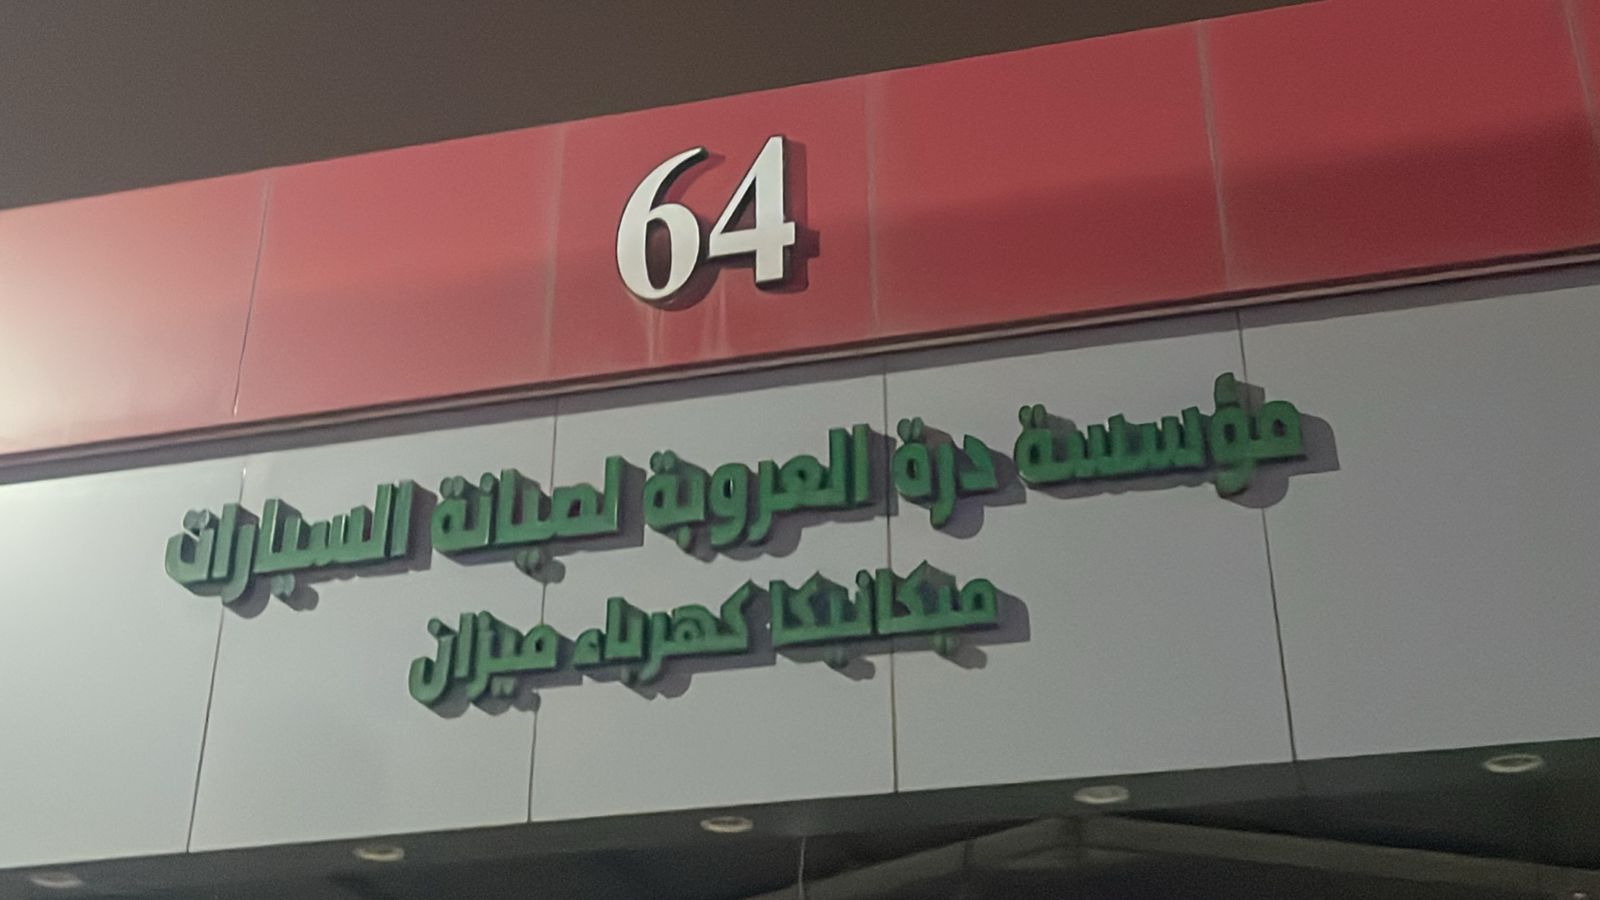 64
مؤسسة درة العروبة لصيانة السيارات
ميكانيكا كهرباء ميزان